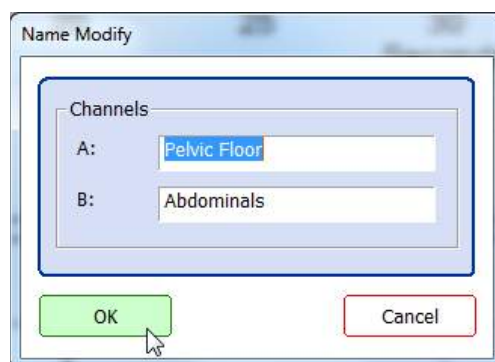 Name Modify
Channels
A: Pelvic Floor
B: Abdominals
OK Cancel